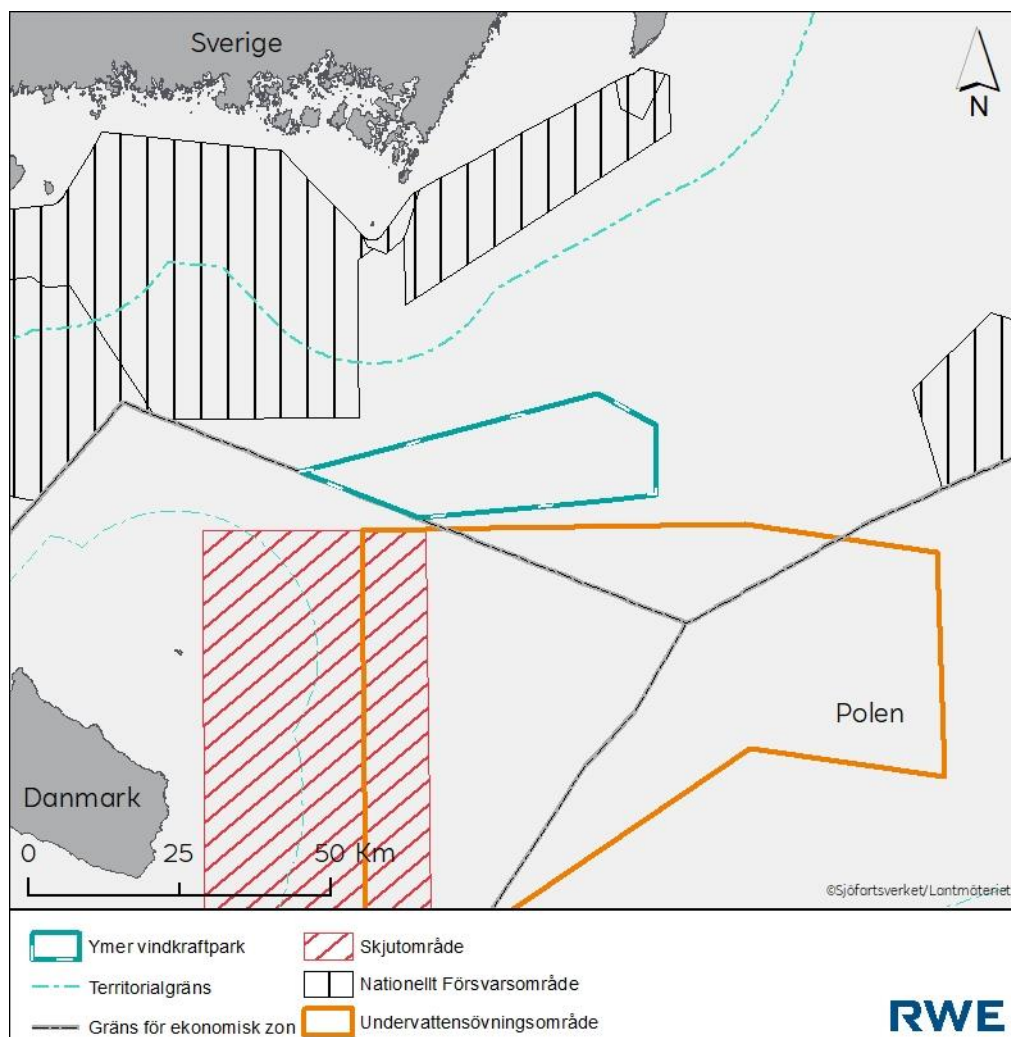 Sverige
N
Polen
Danmark
0 25 50 Km
©Sjöfartsverket/Lantmäteriet
Ymer vindkraftpark
Territorialgräns
Gräns för ekonomisk zon
Skjutområde
Nationellt Försvarsområde
Undervattensövningsområde
RWE